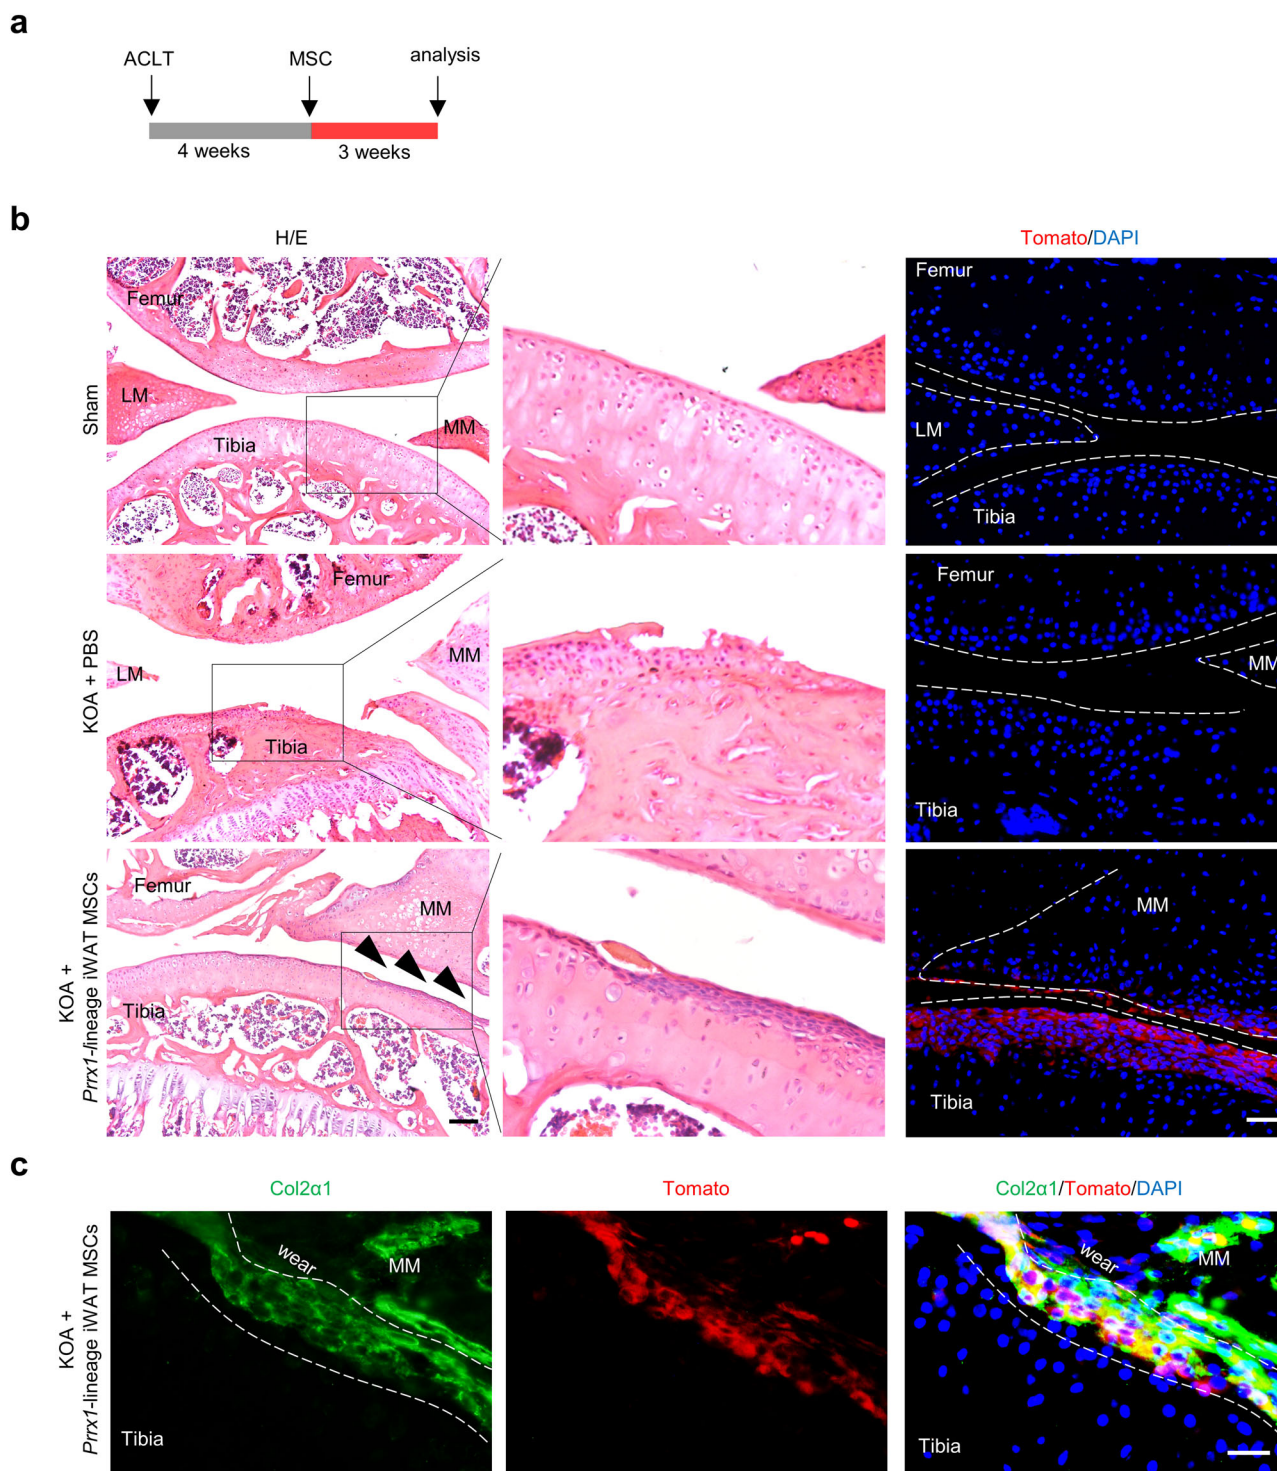 a
ACLT
MSC
analysis
4 weeks
3 weeks
b
H/E
Tomato/DAPI
Sham
Femur
LM
Tibia
MM
Femur
LM
Tibia
KOA + PBS
Femur
LM
MM
Tibia
Femur
MM
Tibia
KOA +
Prrx1-lineage iWAT MSCs
Femur
MM
Tibia
MM
Tibia
c
Col2α1
Tomato
Col2α1/Tomato/DAPI
KOA +
Prrx1-lineage iWAT MSCs
wear
MM
Tibia
wear
MM
Tibia